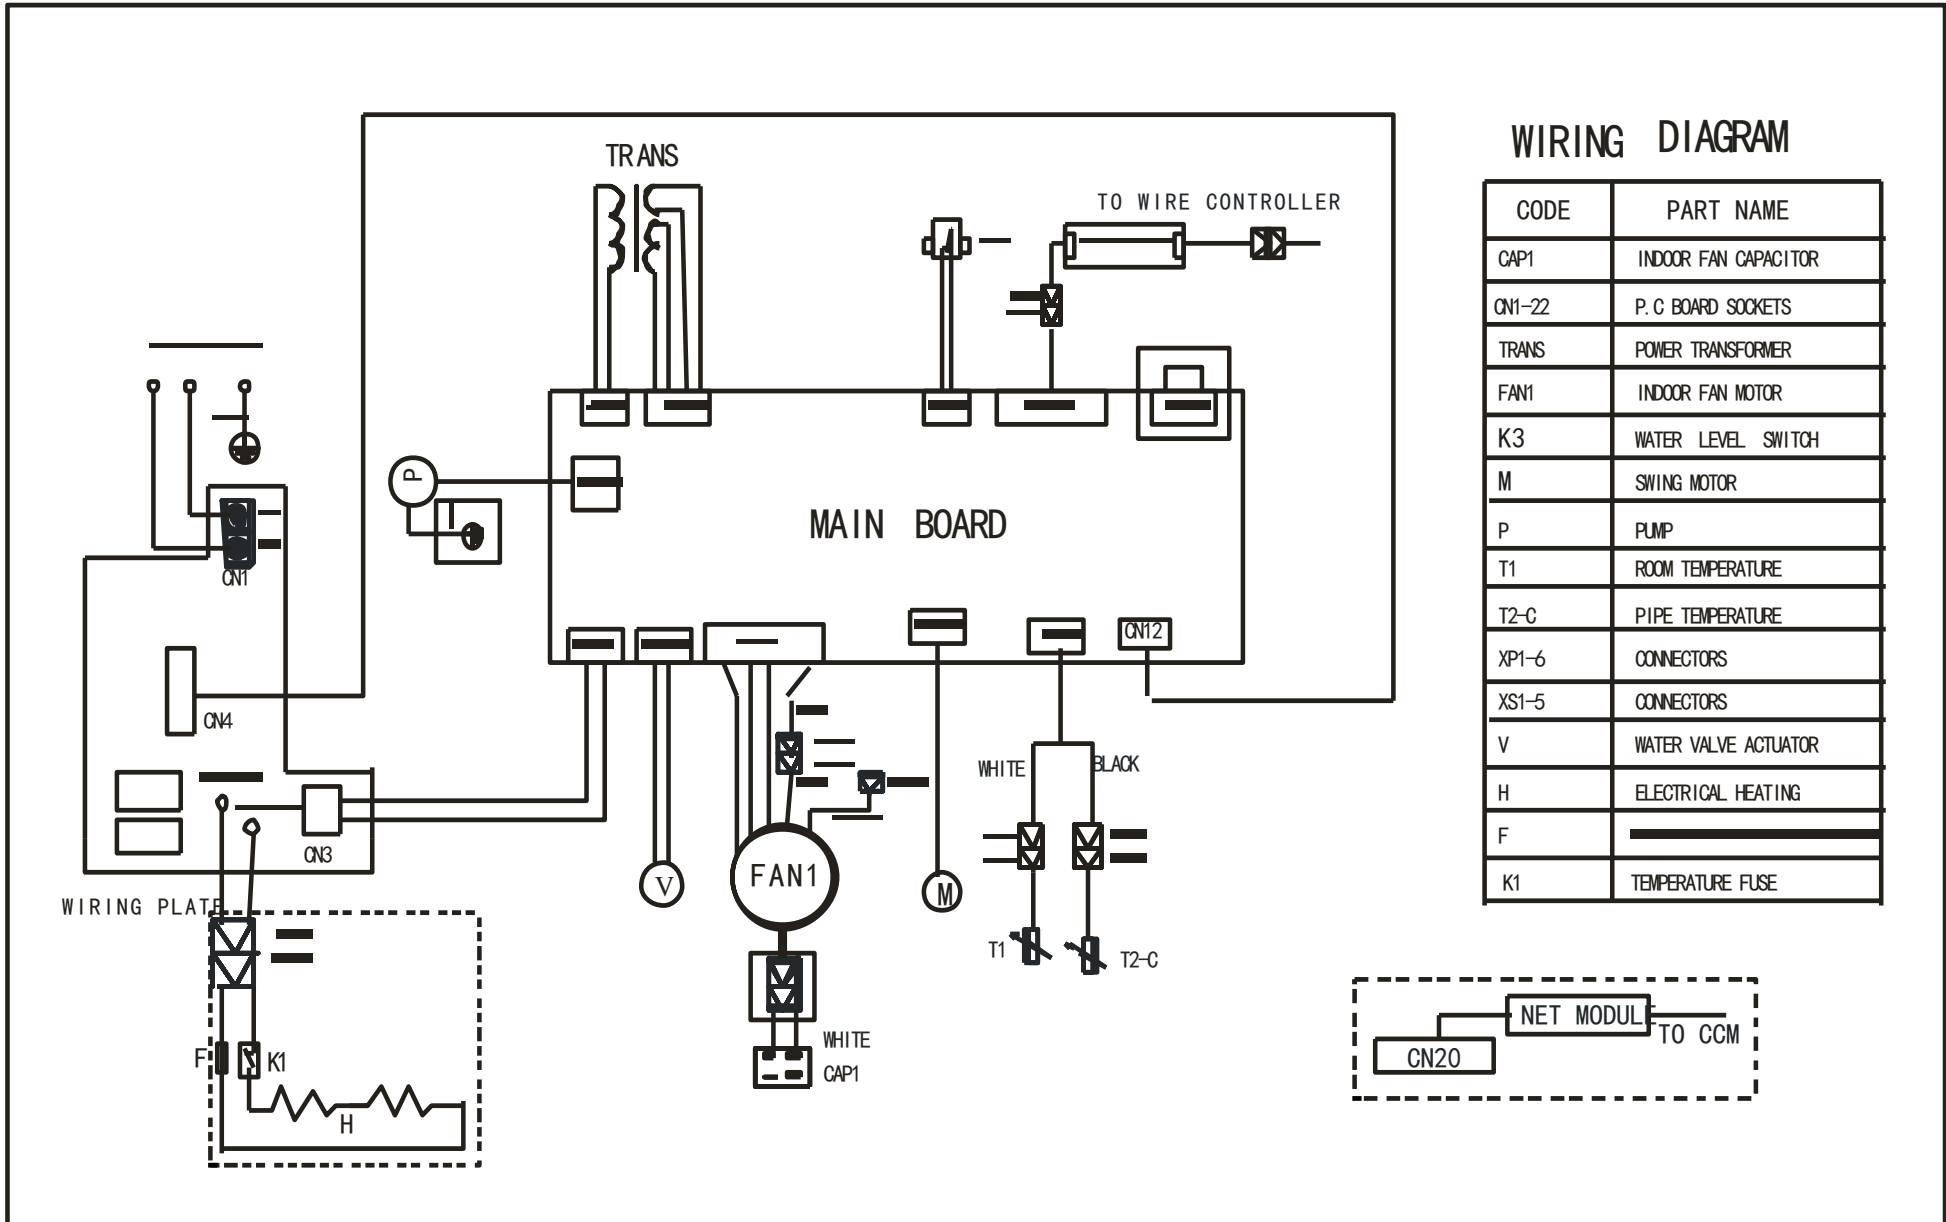 WIRING DIAGRAM
TRANS
TO WIRE CONTROLLER
CODE PART NAME
CAP1 INDOOR FAN CAPACITOR
CN1-22 P.C BOARD SOCKETS
TRANS POWER TRANSFORMER
FAN1 INDOOR FAN MOTOR
K3 WATER LEVEL SWITCH
M SWING MOTOR
P PUMP
T1 ROOM TEMPERATURE
T2-C PIPE TEMPERATURE
XP1-6 CONNECTORS
XS1-5 CONNECTORS
V WATER VALVE ACTUATOR
H ELECTRICAL HEATING
F
K1 TEMPERATURE FUSE
P
MAIN BOARD
CN1
CN12
CN4
WHITE
BLACK
CN3
FAN1
V
M
WIRING PLATE
T1
T2-C
NET MODULE
TO CCM
CN20
WHITE
CAP1
F
K1
H